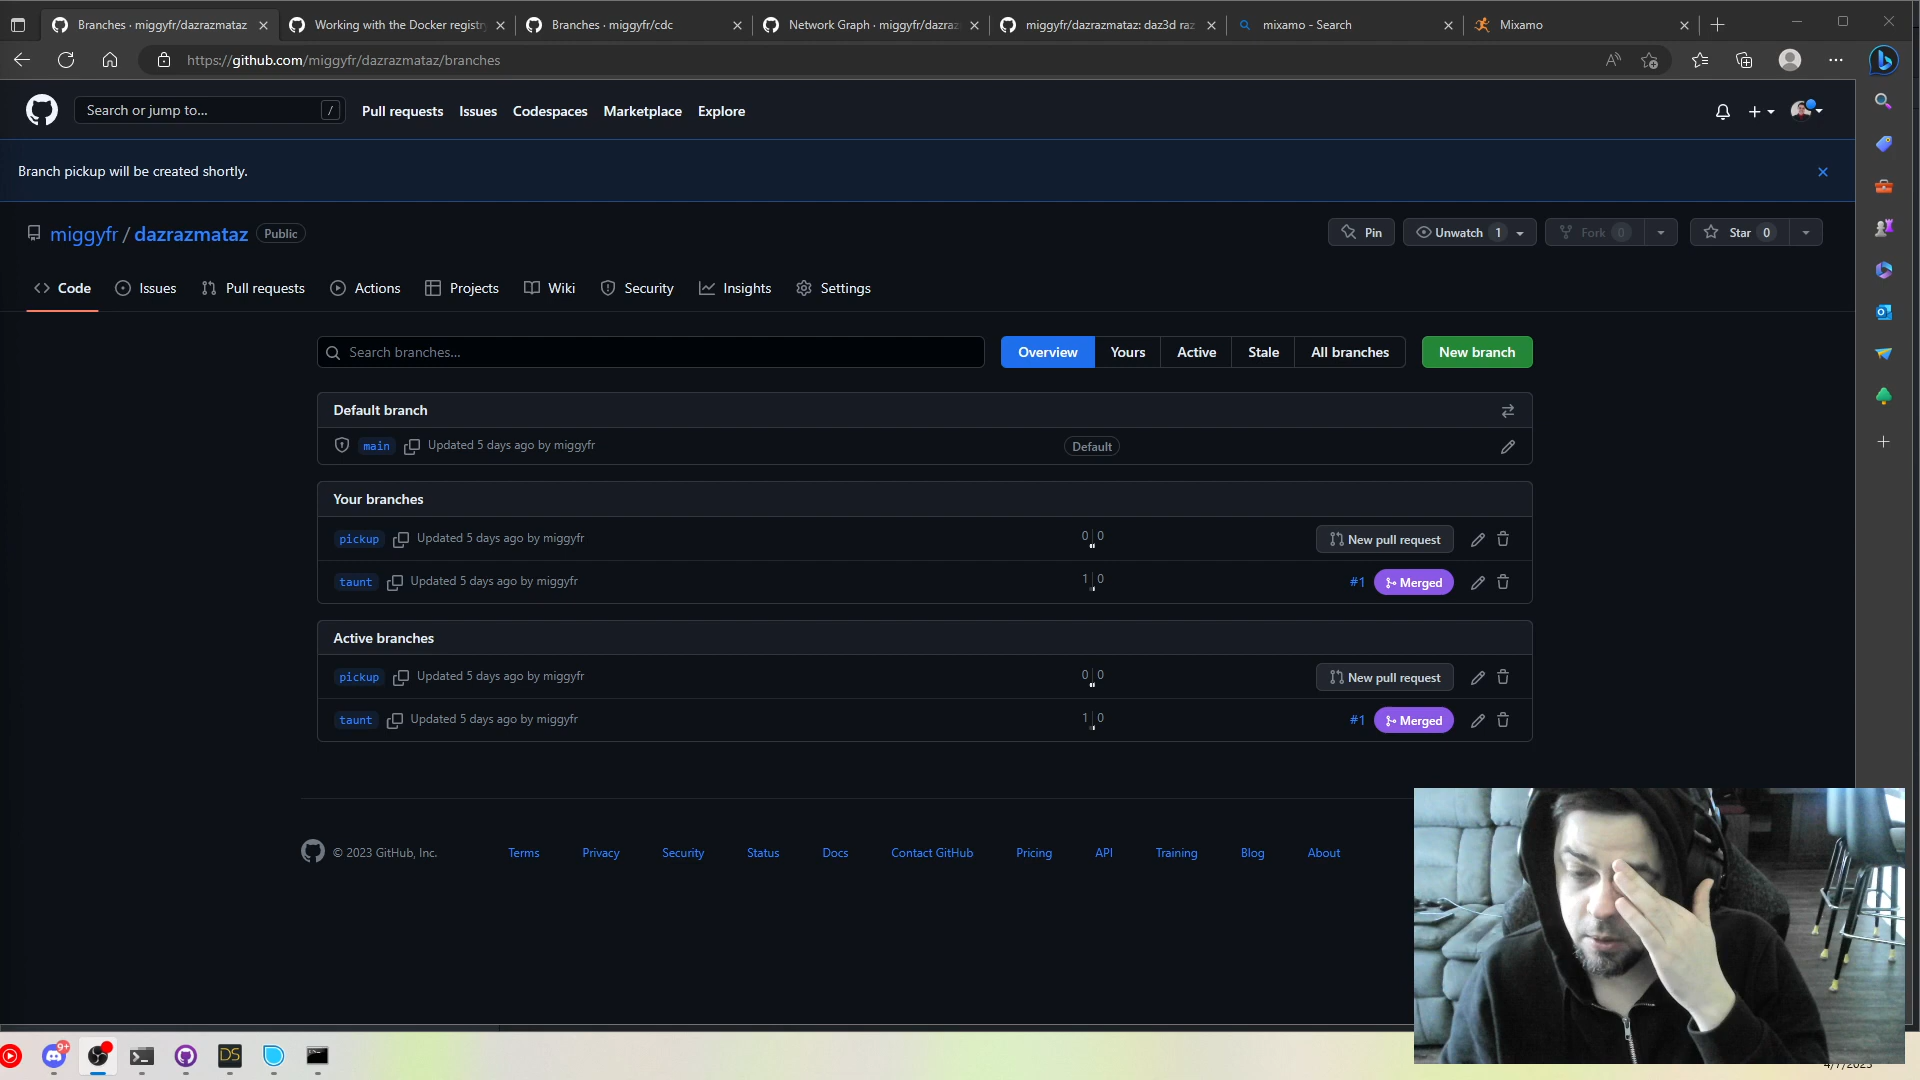 Branches · miggyfr/dazrazmataz
Working with the Docker registr
Branches · miggyfr/cdc
Network Graph · miggyfr/dazraz
miggyfr/dazrazmataz: daz3d raz
mixamo - Search
Mixamo
https://github.com/miggyfr/dazrazmataz/branches
Search or jump to... /
Pull requests
Issues
Codespaces
Marketplace
Explore
Branch pickup will be created shortly.
miggyfr / dazrazmataz Public
Pin
Unwatch 1
Fork 0
Star 0
Code
Issues
Pull requests
Actions
Projects
Wiki
Security
Insights
Settings
Search branches...
Overview
Yours
Active
Stale
All branches
New branch
Default branch
main Updated 5 days ago by miggyfr Default
Your branches
pickup Updated 5 days ago by miggyfr 0 0 New pull request
taunt Updated 5 days ago by miggyfr 1 0 #1 Merged
Active branches
pickup Updated 5 days ago by miggyfr 0 0 New pull request
taunt Updated 5 days ago by miggyfr 1 0 #1 Merged
© 2023 GitHub, Inc.
Terms
Privacy
Security
Status
Docs
Contact GitHub
Pricing
API
Training
Blog
About
9+
DS
4/7/2023